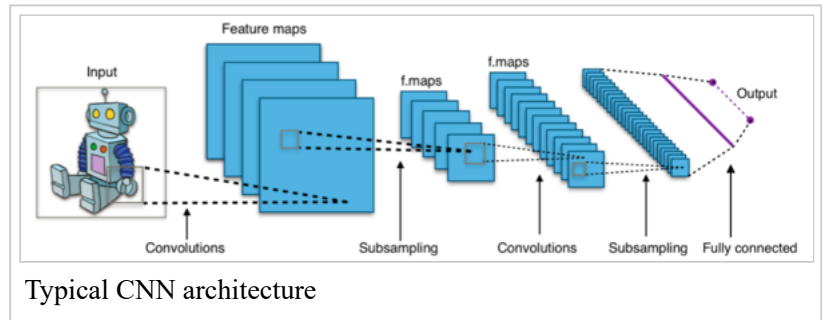 Feature maps
Input
f.maps
f.maps
Output
Convolutions
Subsampling
Convolutions
Subsampling
Fully connected
Typical CNN architecture